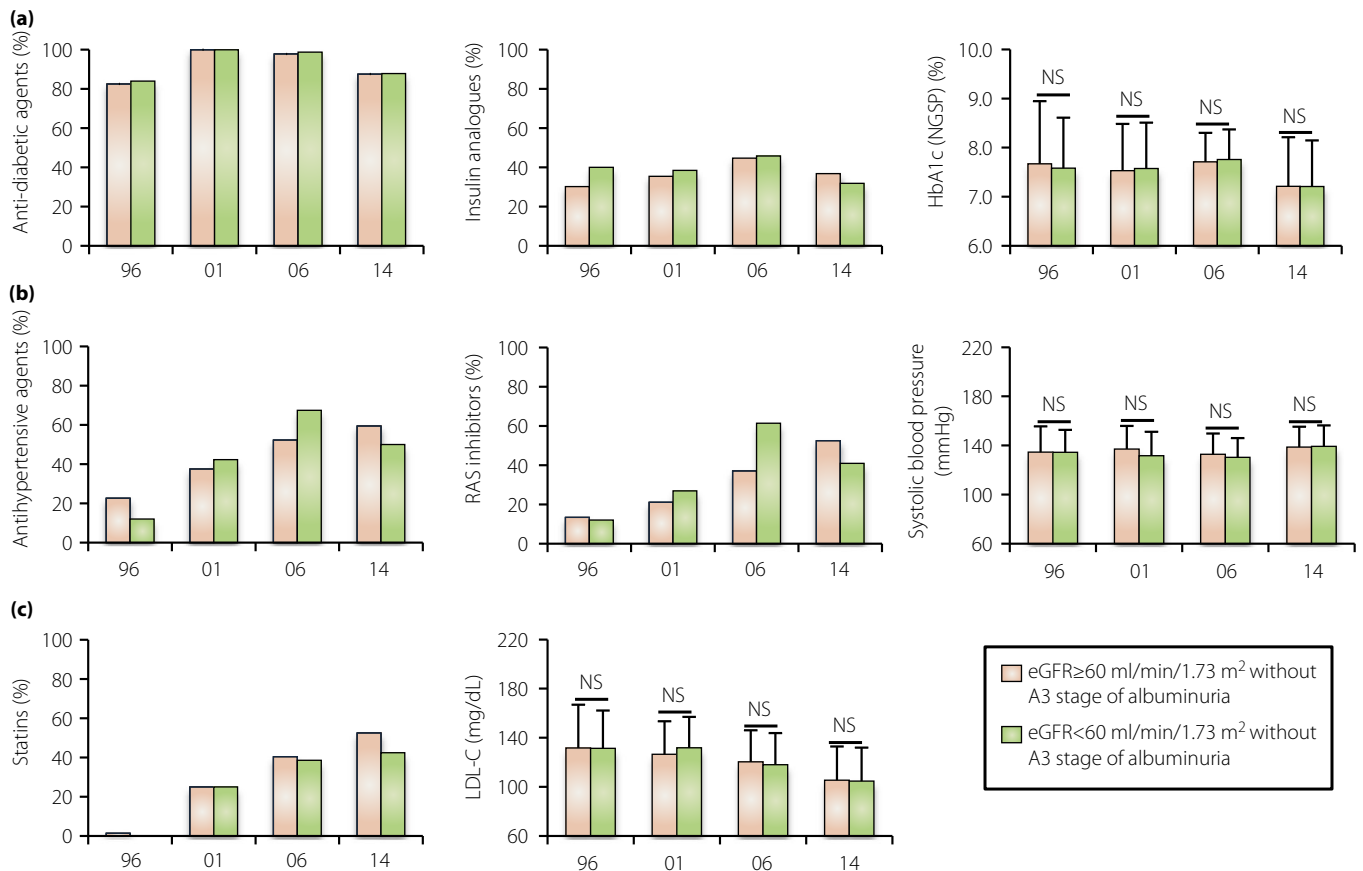 (a)
Anti-diabetic agents (%)
100
80
60
40
20
0
96 01 06 14
Insulin analogues (%)
100
80
60
40
20
0
96 01 06 14
HbA1c (NGSP) (%)
10.0
9.0
8.0
7.0
6.0
NS NS NS NS
96 01 06 14
(b)
Antihypertensive agents (%)
100
80
60
40
20
0
96 01 06 14
RAS inhibitors (%)
100
80
60
40
20
0
96 01 06 14
Systolic blood pressure
(mmHg)
220
180
140
100
60
NS NS NS NS
96 01 06 14
(c)
Statins (%)
100
80
60
40
20
0
96 01 06 14
LDL-C (mg/dL)
220
180
140
100
60
NS NS NS NS
96 01 06 14
eGFR≥60 ml/min/1.73 m² without
A3 stage of albuminuria
eGFR<60 ml/min/1.73 m² without
A3 stage of albuminuria